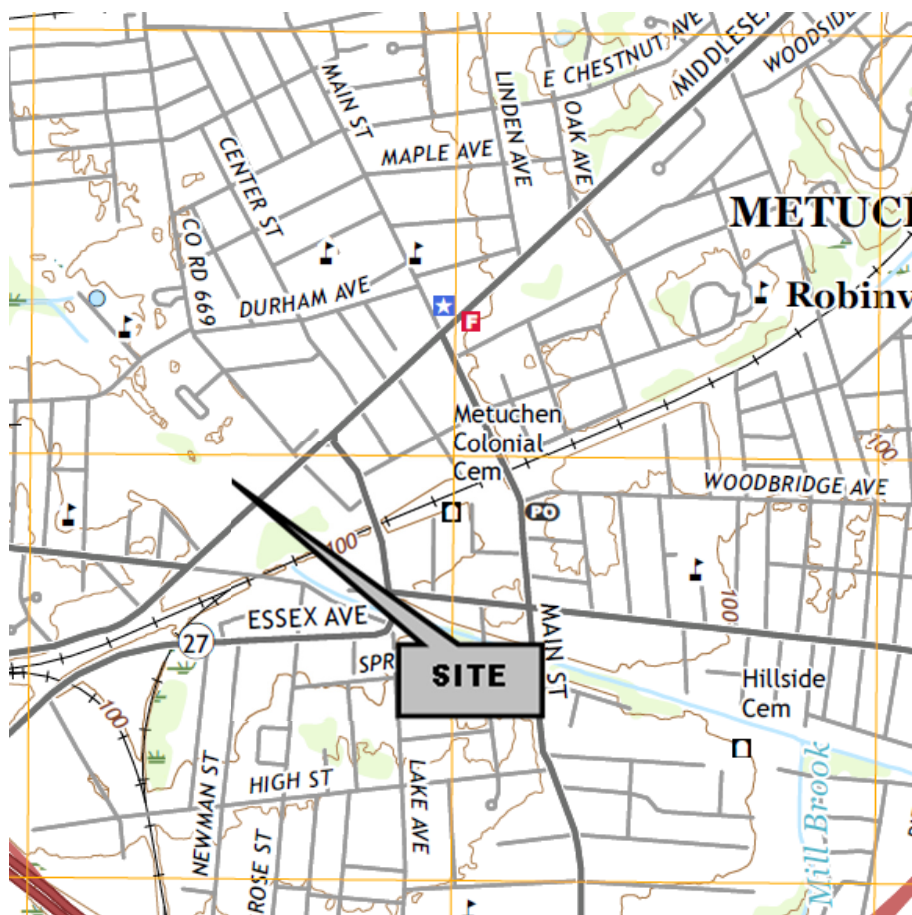 E CHESTNUT AVE
MIDDLESEX
WOODSIDE
MAIN ST
LINDEN AVE
OAK AVE
CENTER ST
MAPLE AVE
METUCH
CO RD 669
DURHAM AVE
Robinv
F
Metuchen
Colonial
Cem
100
WOODBRIDGE AVE
PO
100
100
ESSEX AVE
27
MAIN ST
SPR
SITE
Hillside
Cem
100
NEWMAN ST
HIGH ST
LAKE AVE
ROSE ST
Mill Brook